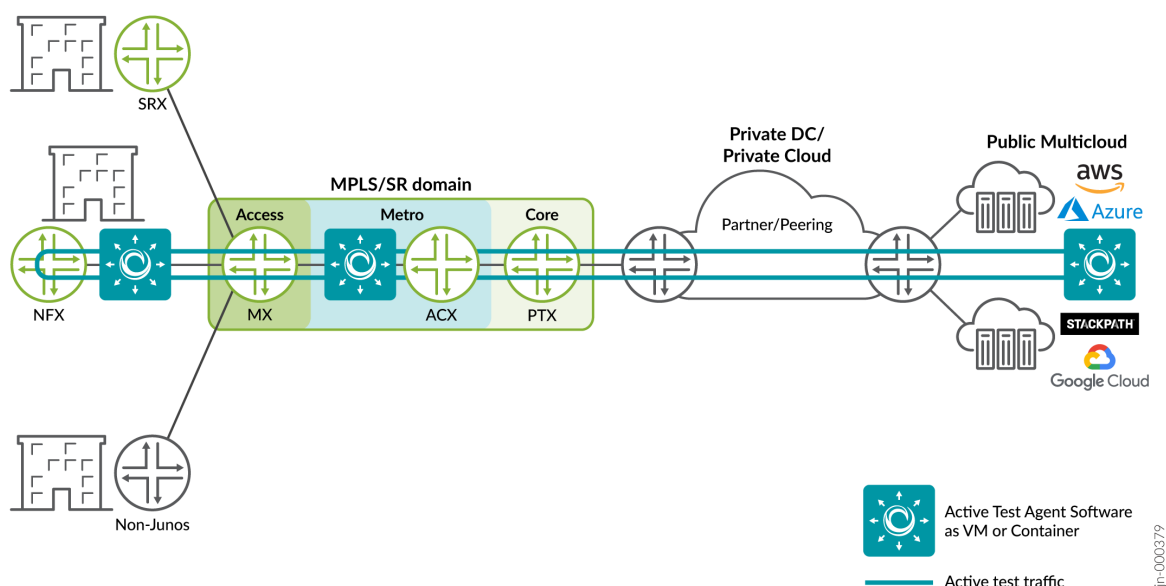 SRX
Private DC/
Private Cloud
Public Multicloud
aws
Azure
MPLS/SR domain
Access
Metro
Core
Partner/Peering
NFX
MX
ACX
PTX
STACKPATH
Google Cloud
Non-Junos
Active Test Agent Software
as VM or Container
Active test traffic
jn-000379